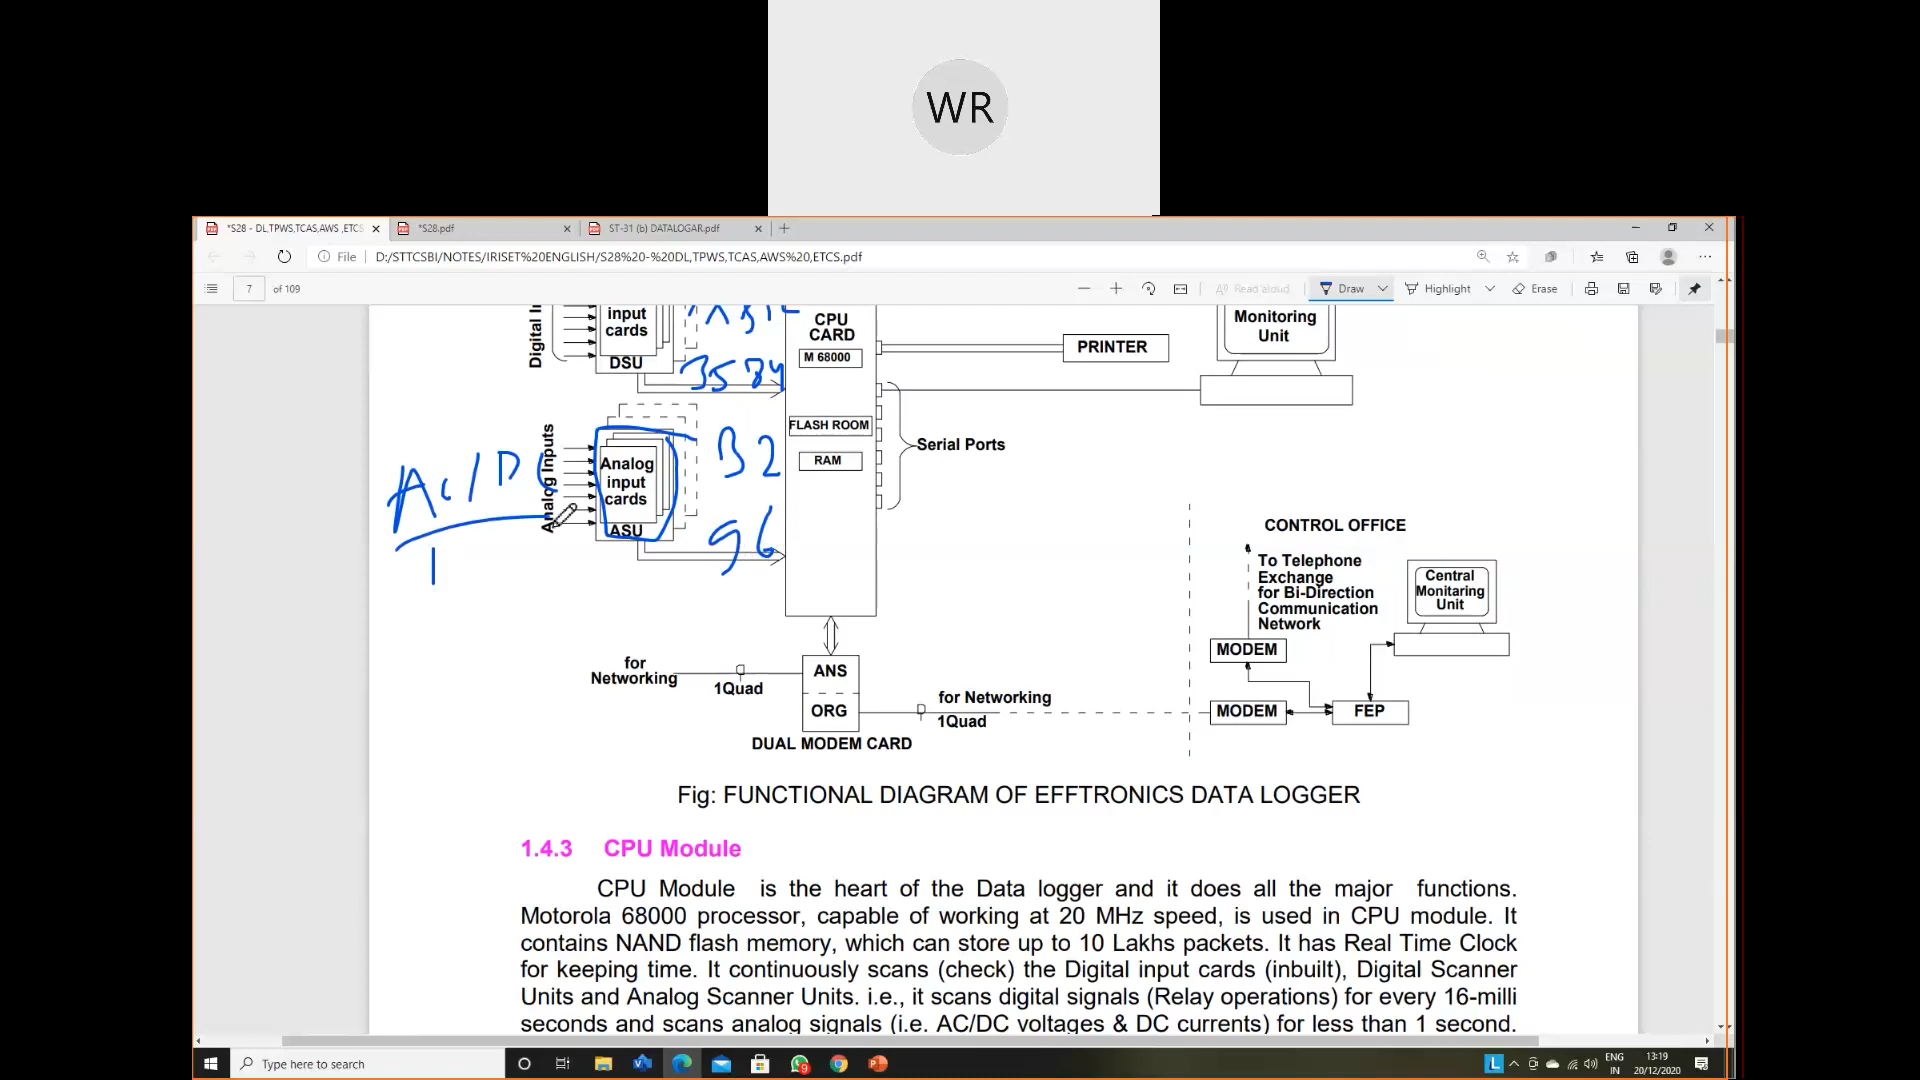 WR
*S28 - DL,TPWS,TCAS,AWS ,ETCS
*S28.pdf
ST-31 (b) DATALOGAR.pdf
File
D:/STTCSBI/NOTES/IRISET%20ENGLISH/S28%20-%20DL,TPWS,TCAS,AWS%20,ETCS.pdf
7 of 109
Read aloud
Draw
Highlight
Erase
Digital In
input
cards
DSU
3584
CPU
CARD
M 68000
FLASH ROOM
RAM
PRINTER
Monitoring
Unit
Serial Ports
AC/DC
Analog Inputs
Analog
input
cards
ASU
32
96
CONTROL OFFICE
To Telephone
Exchange
for Bi-Direction
Communication
Network
Central
Monitaring
Unit
MODEM
MODEM
FEP
for
Networking
1Quad
ANS
ORG
for Networking
1Quad
DUAL MODEM CARD
Fig: FUNCTIONAL DIAGRAM OF EFFTRONICS DATA LOGGER
1.4.3 CPU Module
CPU Module is the heart of the Data logger and it does all the major functions.
Motorola 68000 processor, capable of working at 20 MHz speed, is used in CPU module. It
contains NAND flash memory, which can store up to 10 Lakhs packets. It has Real Time Clock
for keeping time. It continuously scans (check) the Digital input cards (inbuilt), Digital Scanner
Units and Analog Scanner Units. i.e., it scans digital signals (Relay operations) for every 16-milli
seconds and scans analog signals (i.e. AC/DC voltages & DC currents) for less than 1 second.
Type here to search
9
L
ENG
IN
13:19
20/12/2020